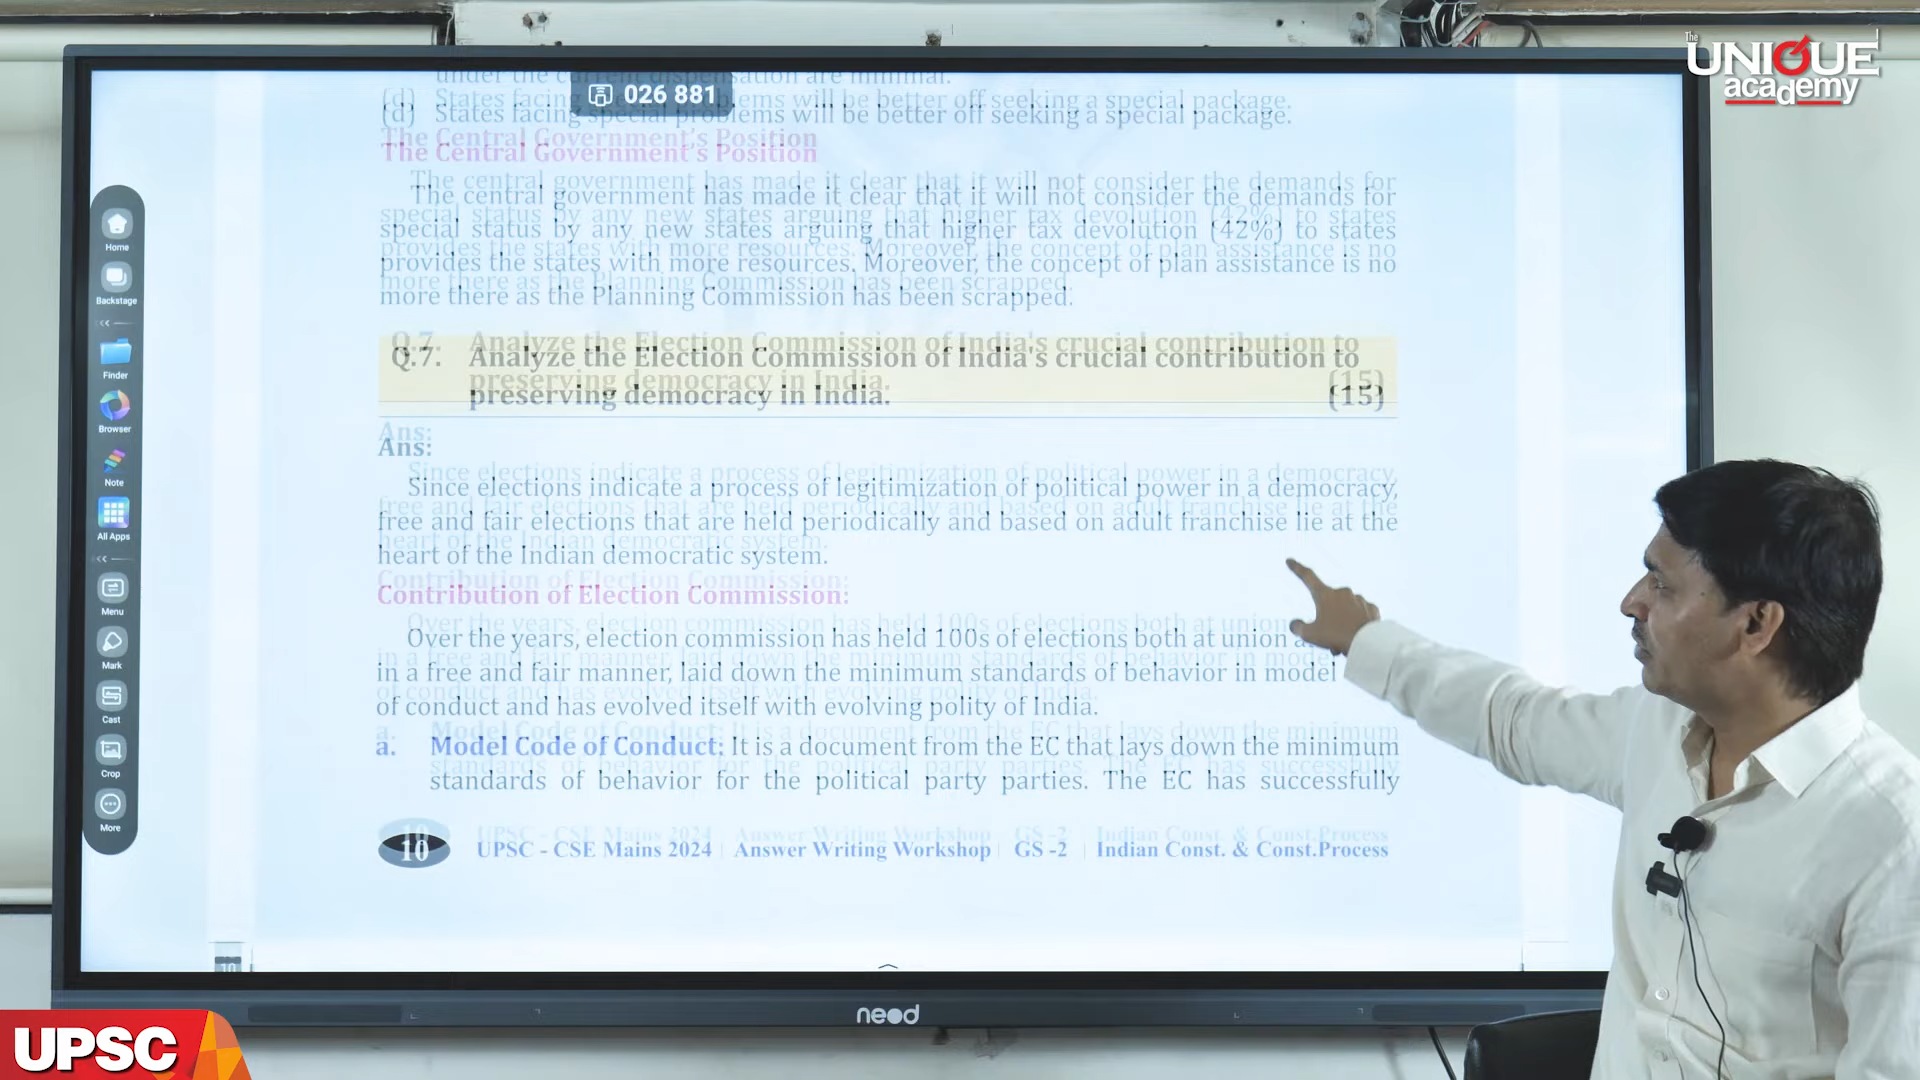 The
UNIQUE
academy
026 881
under the current dispensation are minimal.
(d) States facing special problems will be better off seeking a special package.
The Central Government's Position
The central government has made it clear that it will not consider the demands for
special status by any new states arguing that higher tax devolution (42%) to states
provides the states with more resources. Moreover, the concept of plan assistance is no
more there as the Planning Commission has been scrapped.
Q.7. Analyze the Election Commission of India's crucial contribution to
preserving democracy in India. (15)
Ans:
Since elections indicate a process of legitimization of political power in a democracy,
free and fair elections that are held periodically and based on adult franchise lie at the
heart of the Indian democratic system.
Contribution of Election Commission:
Over the years, election commission has held 100s of elections both at union
in a free and fair manner, laid down the minimum standards of behavior in model
of conduct and has evolved itself with evolving polity of India.
a. Model Code of Conduct: It is a document from the EC that lays down the minimum
standards of behavior for the political party parties. The EC has successfully
10 UPSC - CSE Mains 2024 | Answer Writing Workshop | GS -2 | Indian Const. & Const.Process
10
Home
Backstage
Finder
Browser
Note
All Apps
Menu
Mark
Cast
Crop
More
neod
UPSC